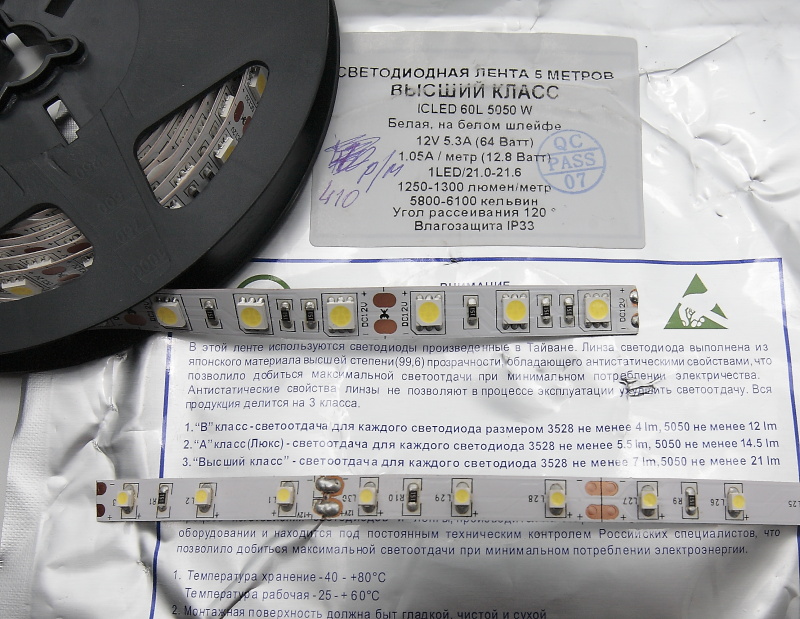 СВЕТОДИОДНАЯ ЛЕНТА 5 МЕТРОВ
ВЫСШИЙ КЛАСС
ICLED 60L 5050 W
Белая, на белом шлейфе
12V 5.3A (64 Ватт)
1.05A / метр (12.8 Ватт)
1LED/21.0-21.6
1250-1300 люмен/метр
5800-6100 кельвин
Угол рассеивания 120 °
Влагозащита IP33
QC
PASS
07
р/м
410
DC12V
DC12V
DC12V
В этой ленте используются светодиоды произведенные в Тайване. Линза светодиода выполнена из
японского материала высшей степени(99,6) прозрачности, обладающего антистатическими свойствами, что
позволило добиться максимальной светоотдачи при минимальном потреблении электричества.
Антистатические свойства линзы не позволяют в процессе эксплуатации ухудшить светоотдачу. Вся
продукция делится на 3 класса.
1."В" класс-светоотдача для каждого светодиода размером 3528 не менее 4 lm, 5050 не менее 12 lm
2. "А" класс(Люкс) - светоотдача для каждого светодиода 3528 не менее 5.5 lm, 5050 не менее 14.5 lm
3. "Высший класс" - светоотдача для каждого светодиода 3528 не менее 7 lm, 5050 не менее 21 lm
R1 L2 L1 12V L30 R10 L29 L28 L27 R9 L26 L25
оборудовании и находится под постоянным техническим контролем Российских специалистов, что
позволило добиться максимальной светоотдачи при минимальном потреблении электроэнергии.
1. Температура хранение -40 - +80°C
Температура рабочая -25 - + 60°C
2. Монтажная поверхность должна быть гладкой, чистой и сухой